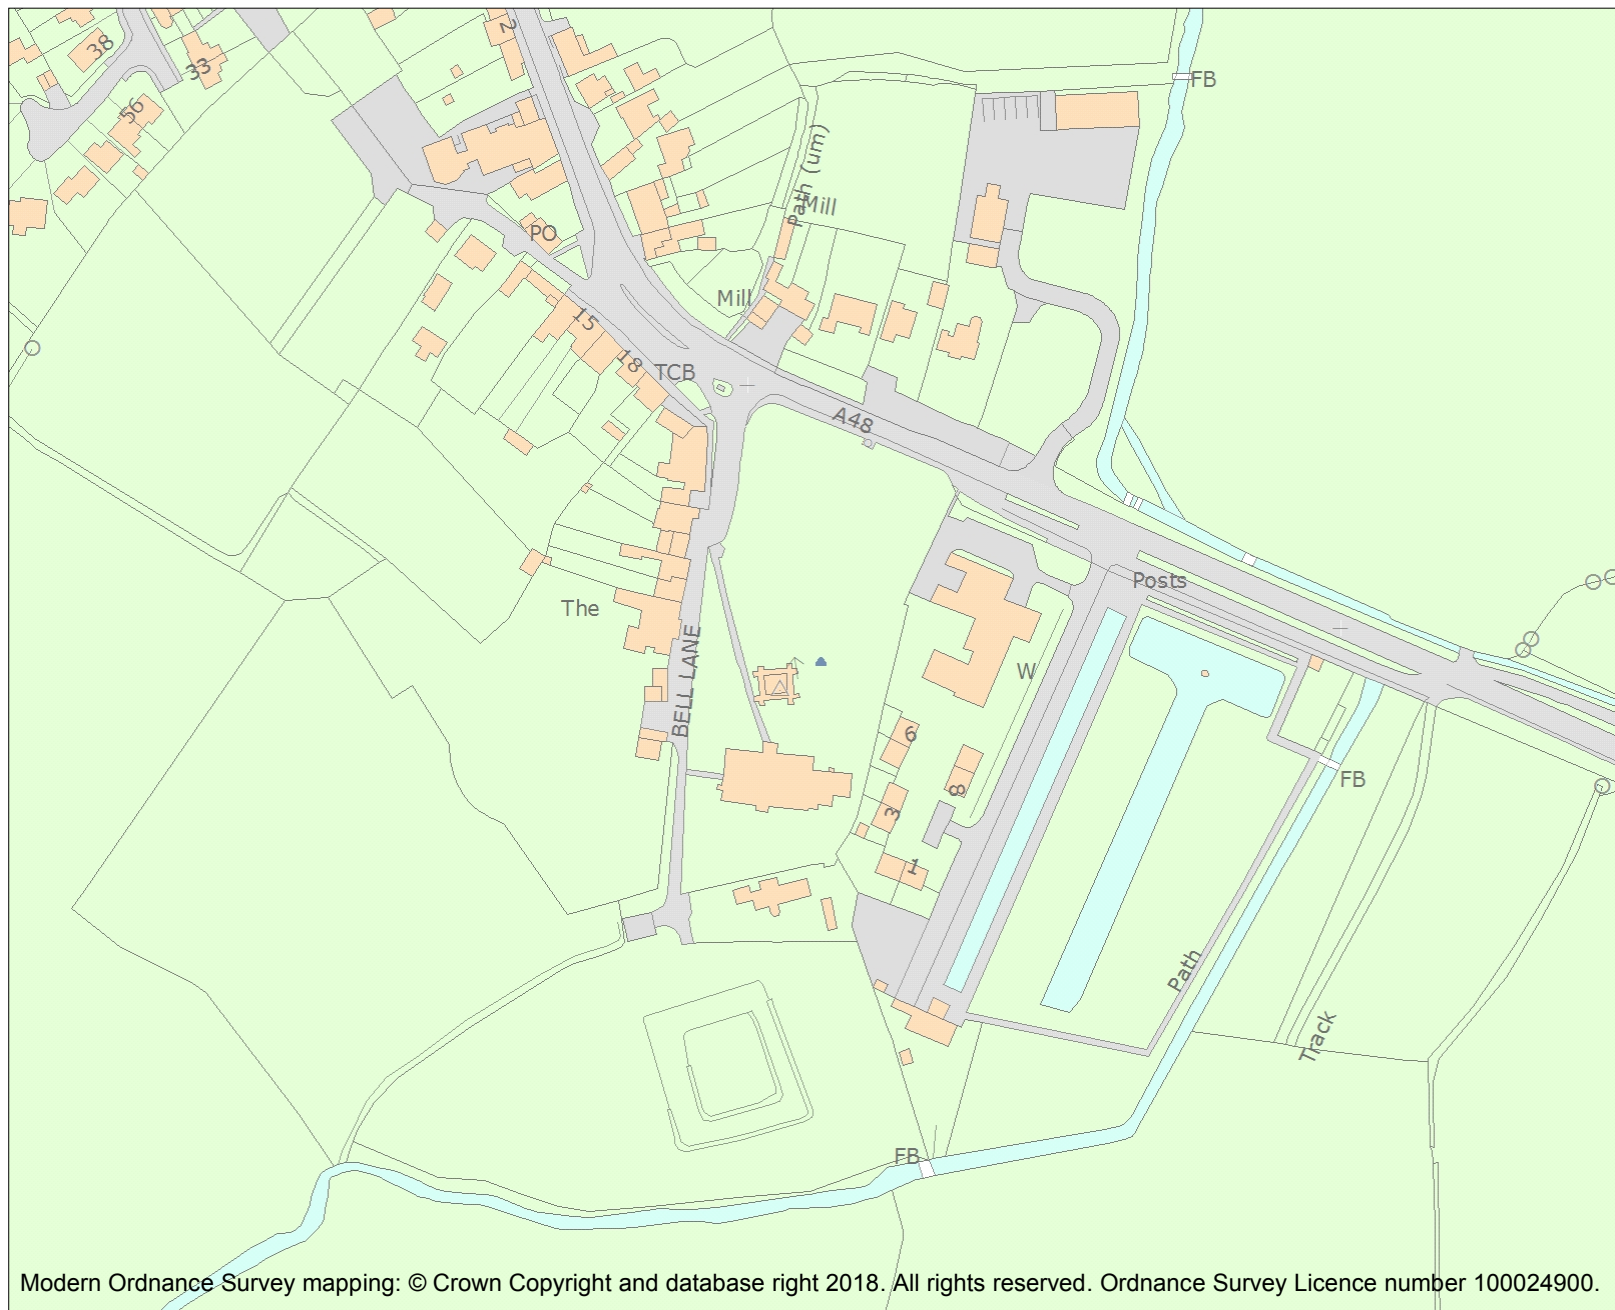 2
38
33
56
FB
Path (um)
Mill
PO
Mill
15
18
TCB
A48
Posts
The
BELL LANE
W
6
8
3
1
FB
Path
Track
FB
Modern Ordnance Survey mapping: © Crown Copyright and database right 2018. All rights reserved. Ordnance Survey Licence number 100024900.